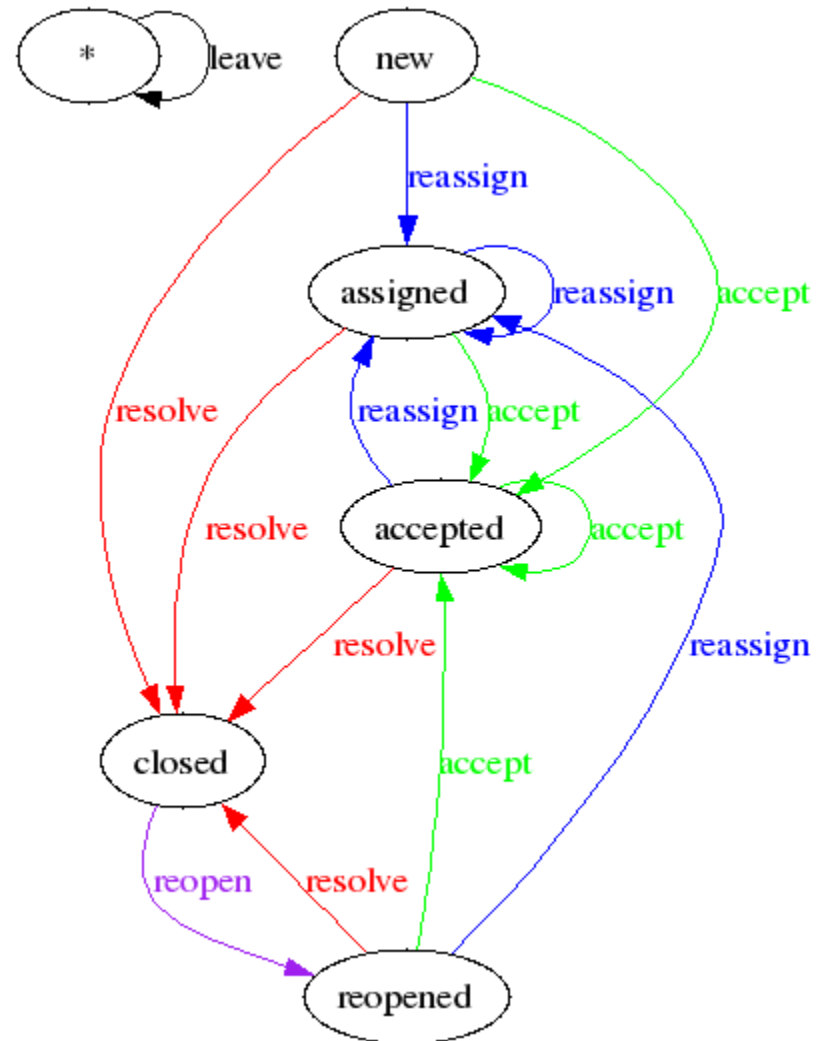 *
leave
new
reassign
assigned
reassign
accept
resolve
reassign
accept
resolve
accepted
accept
resolve
reassign
closed
accept
reopen
resolve
reopened